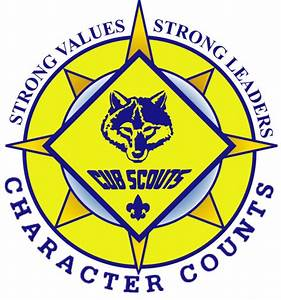 STRONG VALUES STRONG LEADERS
CUB SCOUTS
CHARACTER COUNTS